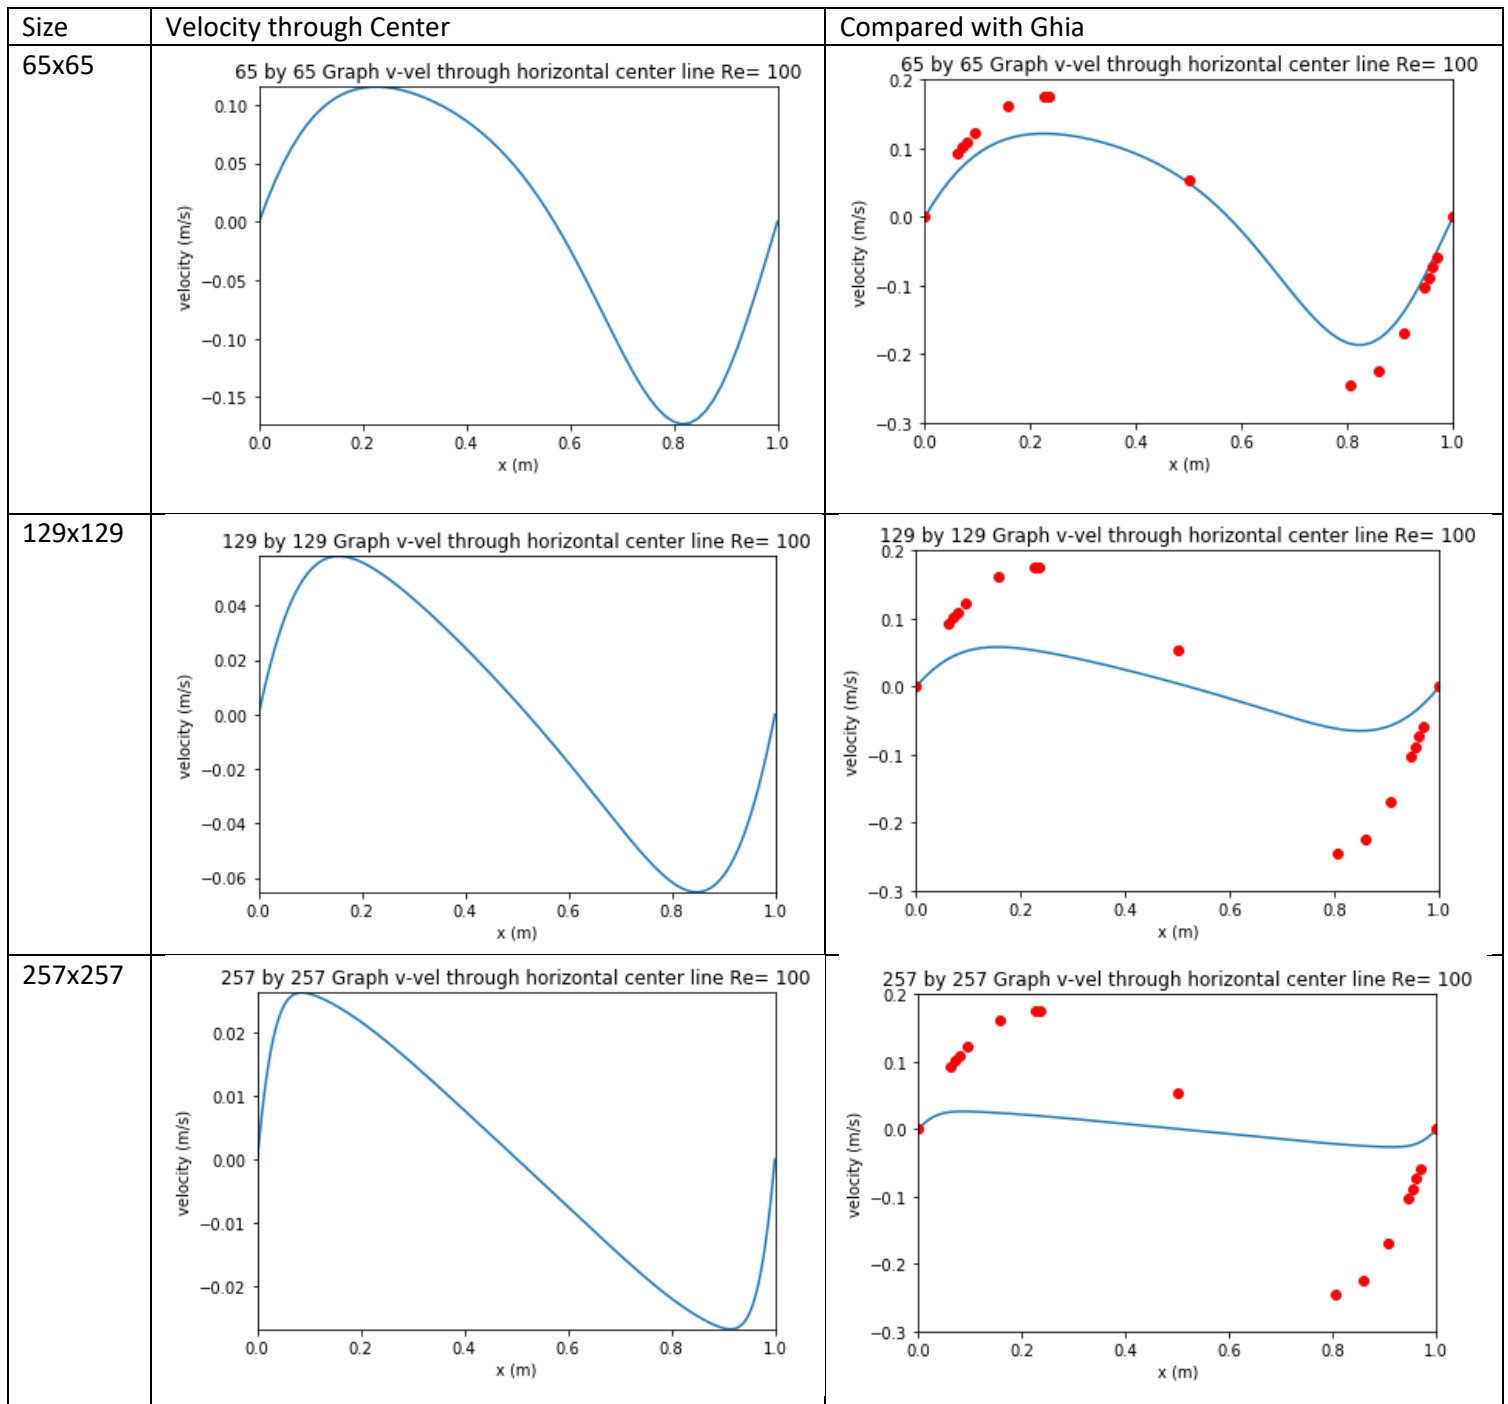 Size Velocity through Center Compared with Ghia
65x65
65 by 65 Graph v-vel through horizontal center line Re= 100
0.10
0.05
0.00
−0.05
−0.10
−0.15
velocity (m/s)
0.0 0.2 0.4 0.6 0.8 1.0
x (m)
65 by 65 Graph v-vel through horizontal center line Re= 100
0.2
0.1
0.0
−0.1
−0.2
−0.3
velocity (m/s)
0.0 0.2 0.4 0.6 0.8 1.0
x (m)
129x129
129 by 129 Graph v-vel through horizontal center line Re= 100
0.04
0.02
0.00
−0.02
−0.04
−0.06
velocity (m/s)
0.0 0.2 0.4 0.6 0.8 1.0
x (m)
129 by 129 Graph v-vel through horizontal center line Re= 100
0.2
0.1
0.0
−0.1
−0.2
−0.3
velocity (m/s)
0.0 0.2 0.4 0.6 0.8 1.0
x (m)
257x257
257 by 257 Graph v-vel through horizontal center line Re= 100
0.02
0.01
0.00
−0.01
−0.02
velocity (m/s)
0.0 0.2 0.4 0.6 0.8 1.0
x (m)
257 by 257 Graph v-vel through horizontal center line Re= 100
0.2
0.1
0.0
−0.1
−0.2
−0.3
velocity (m/s)
0.0 0.2 0.4 0.6 0.8 1.0
x (m)